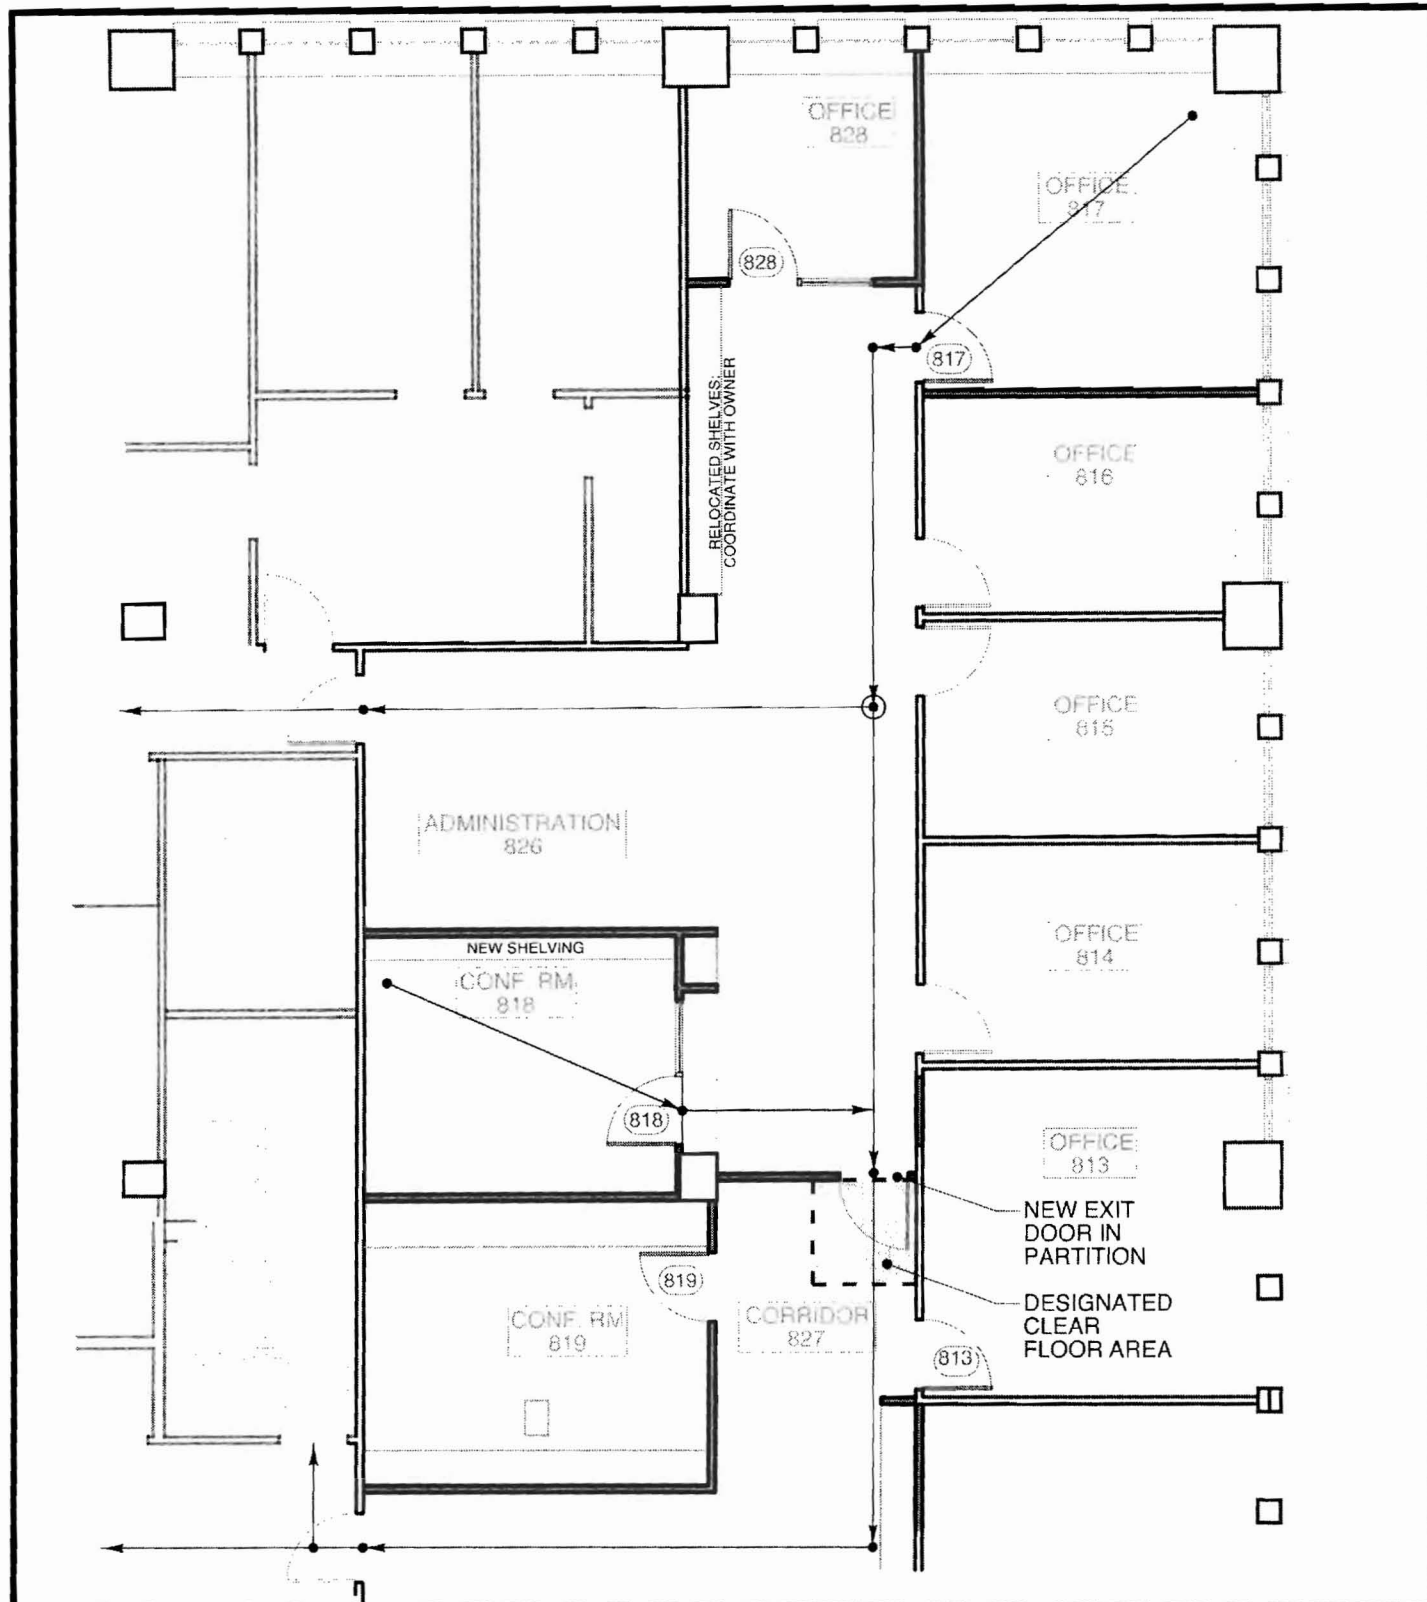 OFFICE
828
OFFICE
817
828
817
RELOCATED SHELVES;
COORDINATE WITH OWNER
OFFICE
816
OFFICE
815
ADMINISTRATION
826
OFFICE
814
NEW SHELVING
CONF. RM
818
818
OFFICE
813
NEW EXIT
DOOR IN
PARTITION
819
CONF. RM
819
CORRIDOR
827
DESIGNATED
CLEAR
FLOOR AREA
813